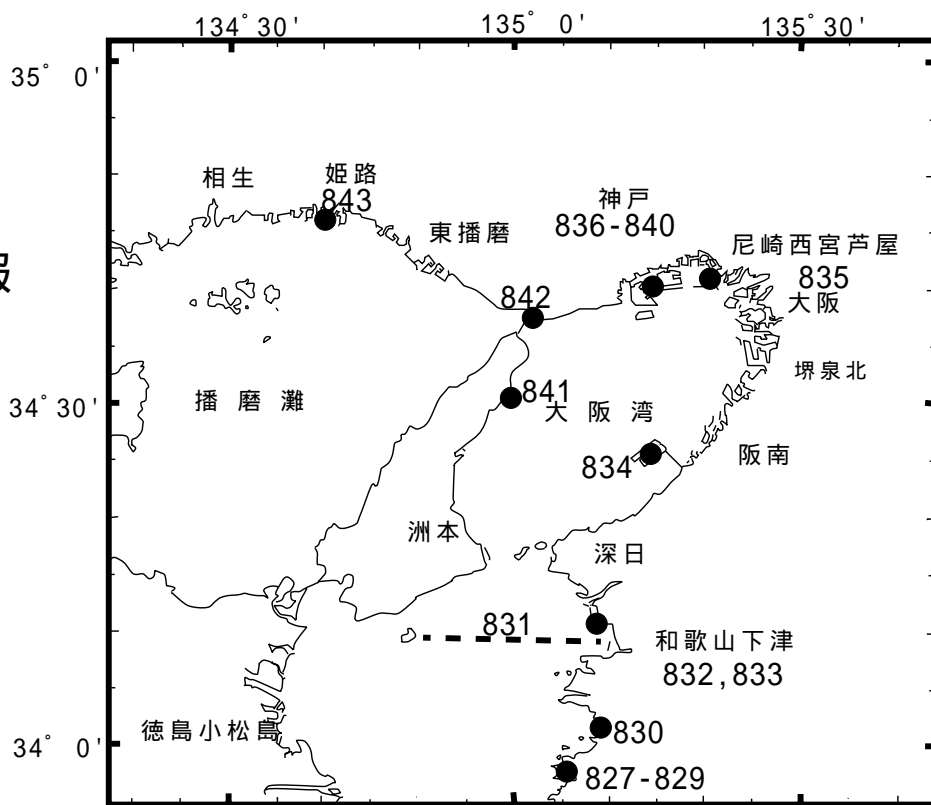 134° 30'
135° 0'
135° 30'
35° 0'
姫路
相生
843
神戸
836-840
東播磨
尼崎西宮芦屋
835
報
842
大阪
堺泉北
841
播磨灘
大阪湾
34° 30'
阪南
834
洲本
深日
831
和歌山下津
832,833
徳島小松島
830
34° 0'
827-829